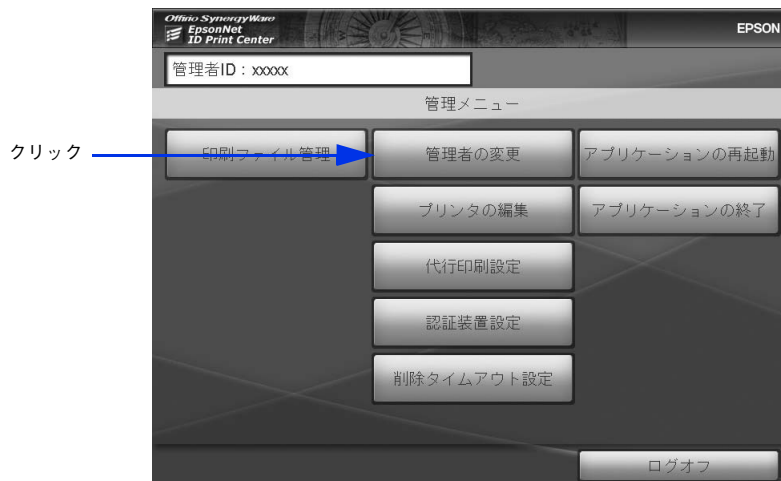 Offirio SynergyWare
EpsonNet
ID Print Center
EPSON
管理者ID：xxxxx
管理メニュー
クリック
印刷ファイル管理
管理者の変更
アプリケーションの再起動
プリンタの編集
アプリケーションの終了
代行印刷設定
認証装置設定
削除タイムアウト設定
ログオフ